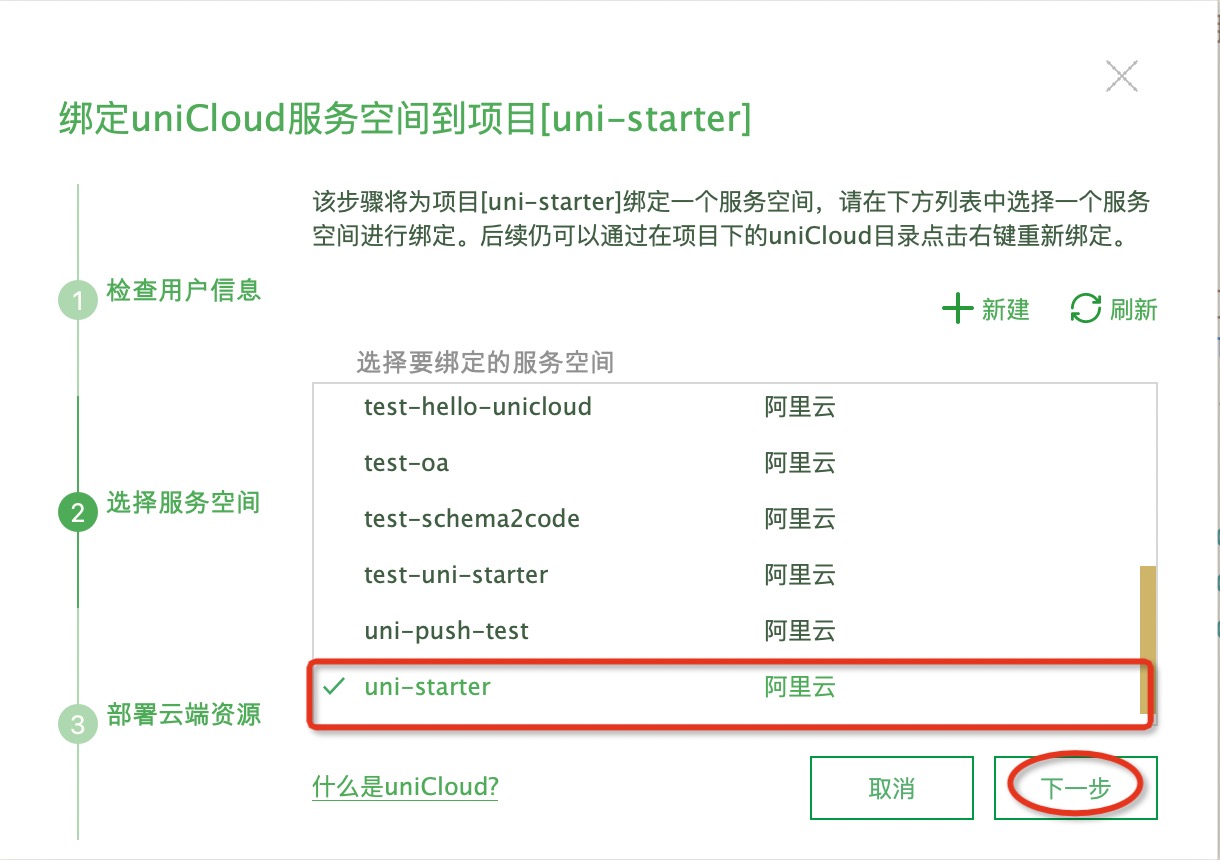 绑定uniCloud服务空间到项目[uni-starter]
该步骤将为项目[uni-starter]绑定一个服务空间，请在下方列表中选择一个服务
空间进行绑定。后续仍可以通过在项目下的uniCloud目录点击右键重新绑定。
1 检查用户信息
新建 刷新
选择要绑定的服务空间
test-hello-unicloud 阿里云
test-oa 阿里云
2 选择服务空间
test-schema2code 阿里云
test-uni-starter 阿里云
uni-push-test 阿里云
uni-starter 阿里云
3 部署云端资源
什么是uniCloud?
取消 下一步